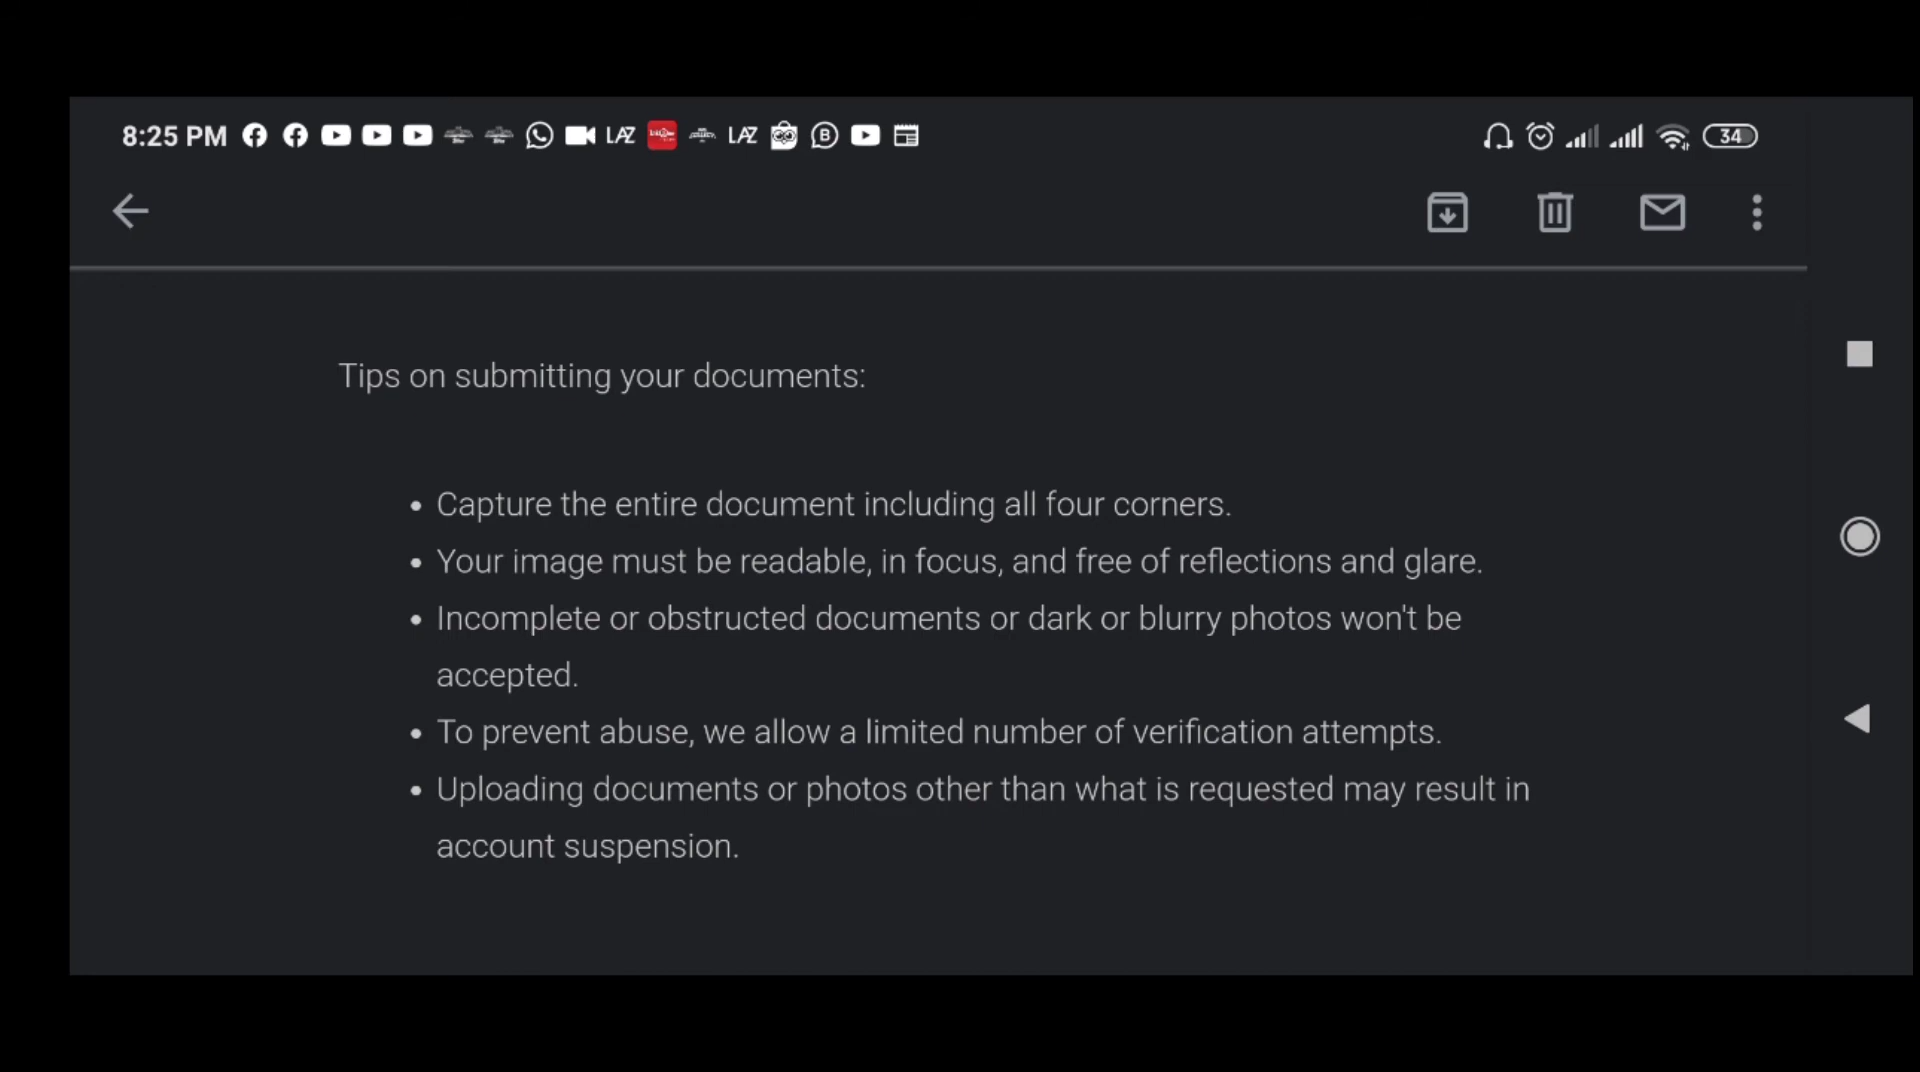 8:25 PM LAZ LAZ B 34
Tips on submitting your documents:
• Capture the entire document including all four corners.
• Your image must be readable, in focus, and free of reflections and glare.
• Incomplete or obstructed documents or dark or blurry photos won't be
accepted.
• To prevent abuse, we allow a limited number of verification attempts.
• Uploading documents or photos other than what is requested may result in
account suspension.